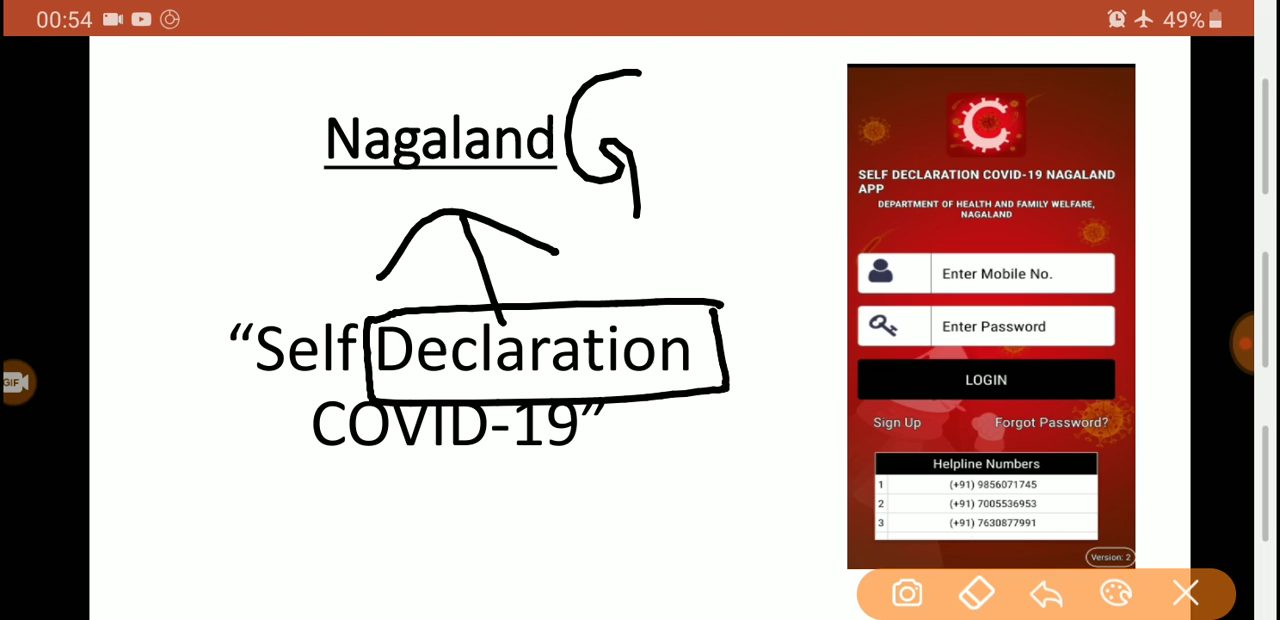 00:54
49%
Nagaland
“Self Declaration
COVID-19”
SELF DECLARATION COVID-19 NAGALAND
APP
DEPARTMENT OF HEALTH AND FAMILY WELFARE,
NAGALAND
Enter Mobile No.
Enter Password
LOGIN
Sign Up Forgot Password?
Helpline Numbers
1 (+91) 9856071745
2 (+91) 7005536953
3 (+91) 7630877991
Version: 2
GIF